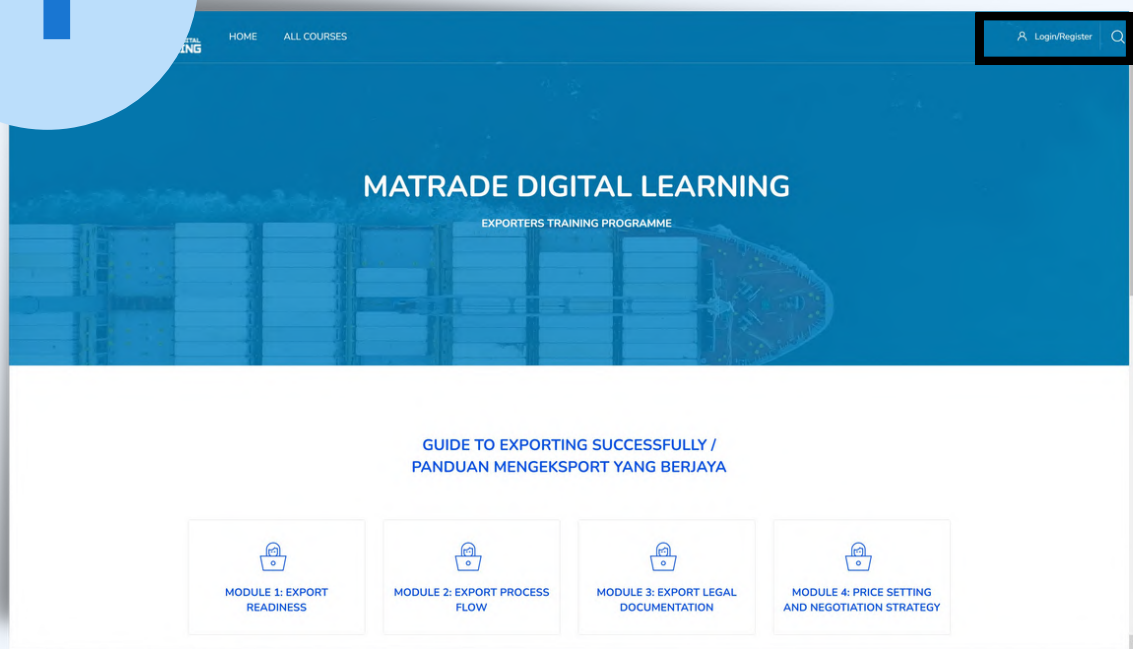 HOME ALL COURSES
Login/Register
MATRADE DIGITAL LEARNING
EXPORTERS TRAINING PROGRAMME
GUIDE TO EXPORTING SUCCESSFULLY /
PANDUAN MENGEKSPORT YANG BERJAYA
MODULE 1: EXPORT
READINESS
MODULE 2: EXPORT PROCESS
FLOW
MODULE 3: EXPORT LEGAL
DOCUMENTATION
MODULE 4: PRICE SETTING
AND NEGOTIATION STRATEGY